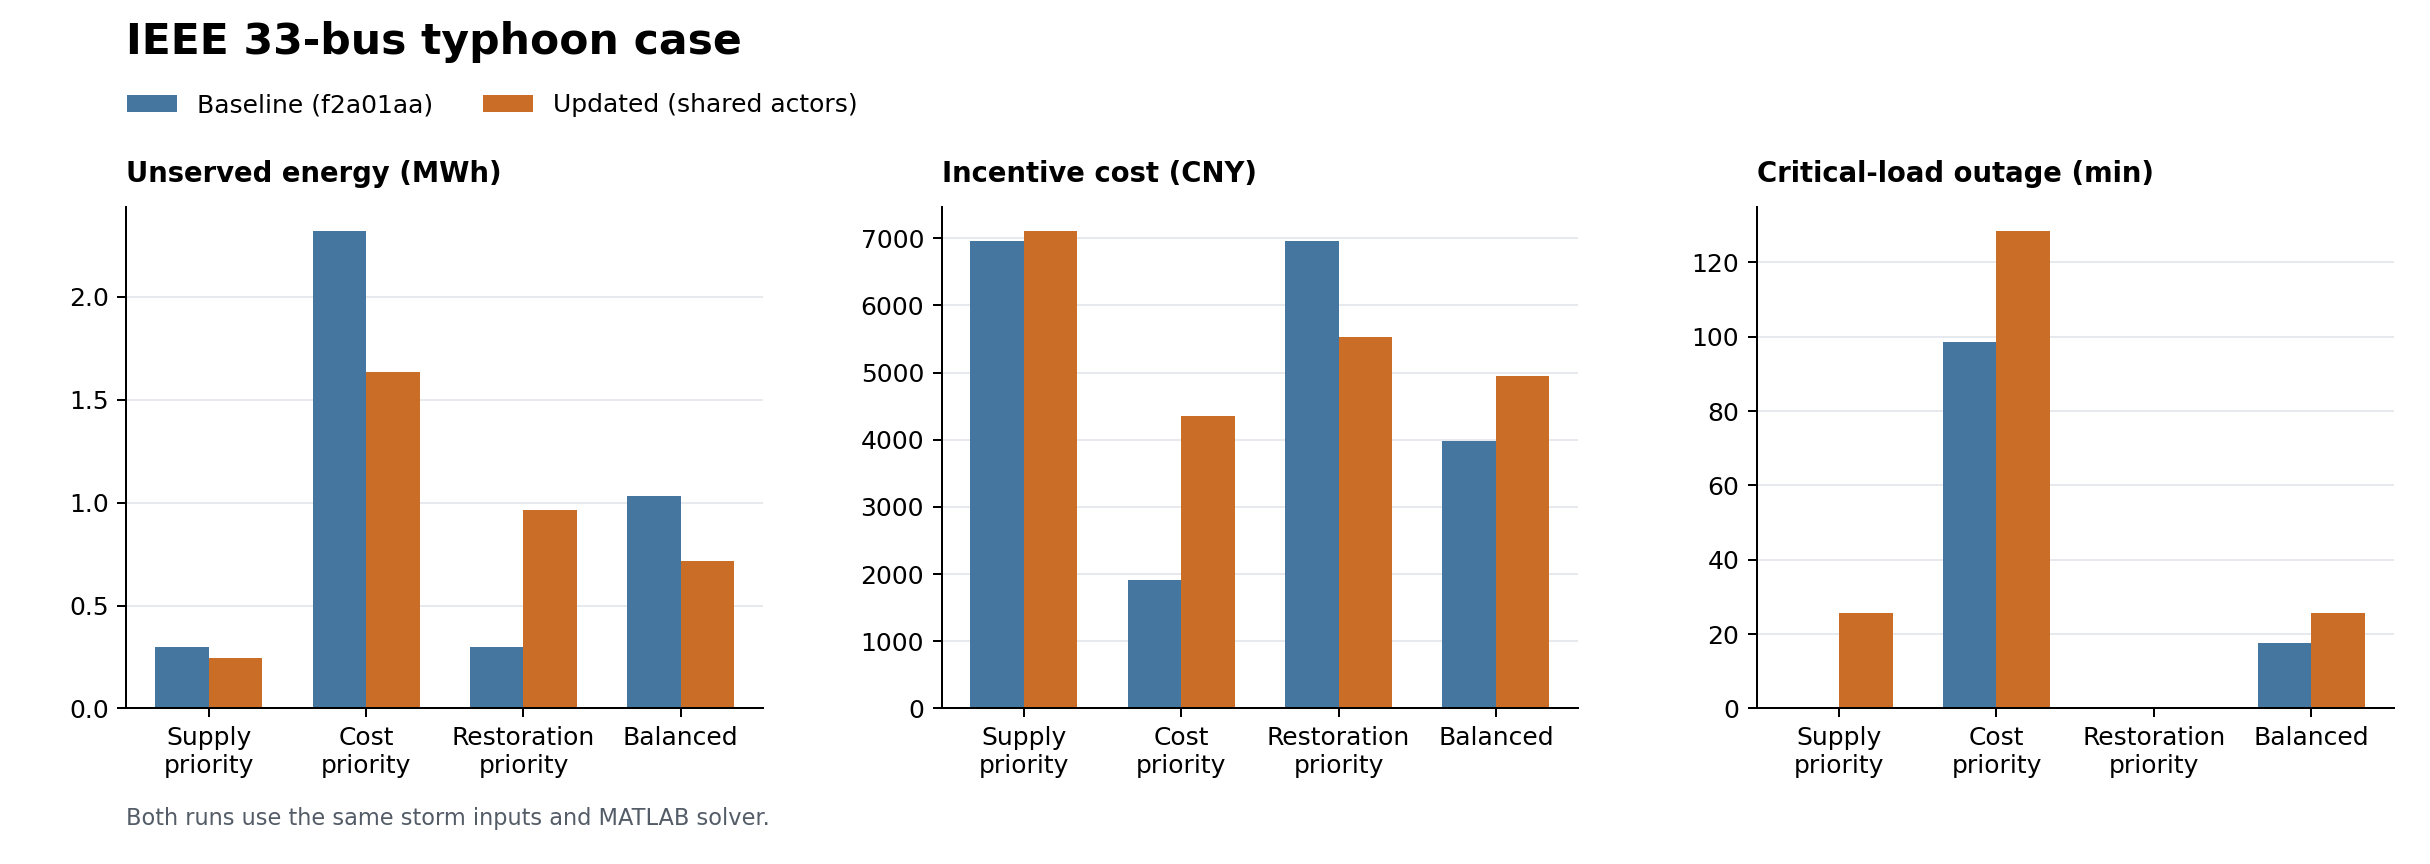 IEEE 33-bus typhoon case
Baseline (f2a01aa)
Updated (shared actors)
Unserved energy (MWh)
2.0
1.5
1.0
0.5
0.0
Supply
priority
Cost
priority
Restoration
priority
Balanced
Incentive cost (CNY)
7000
6000
5000
4000
3000
2000
1000
0
Supply
priority
Cost
priority
Restoration
priority
Balanced
Critical-load outage (min)
120
100
80
60
40
20
0
Supply
priority
Cost
priority
Restoration
priority
Balanced
Both runs use the same storm inputs and MATLAB solver.